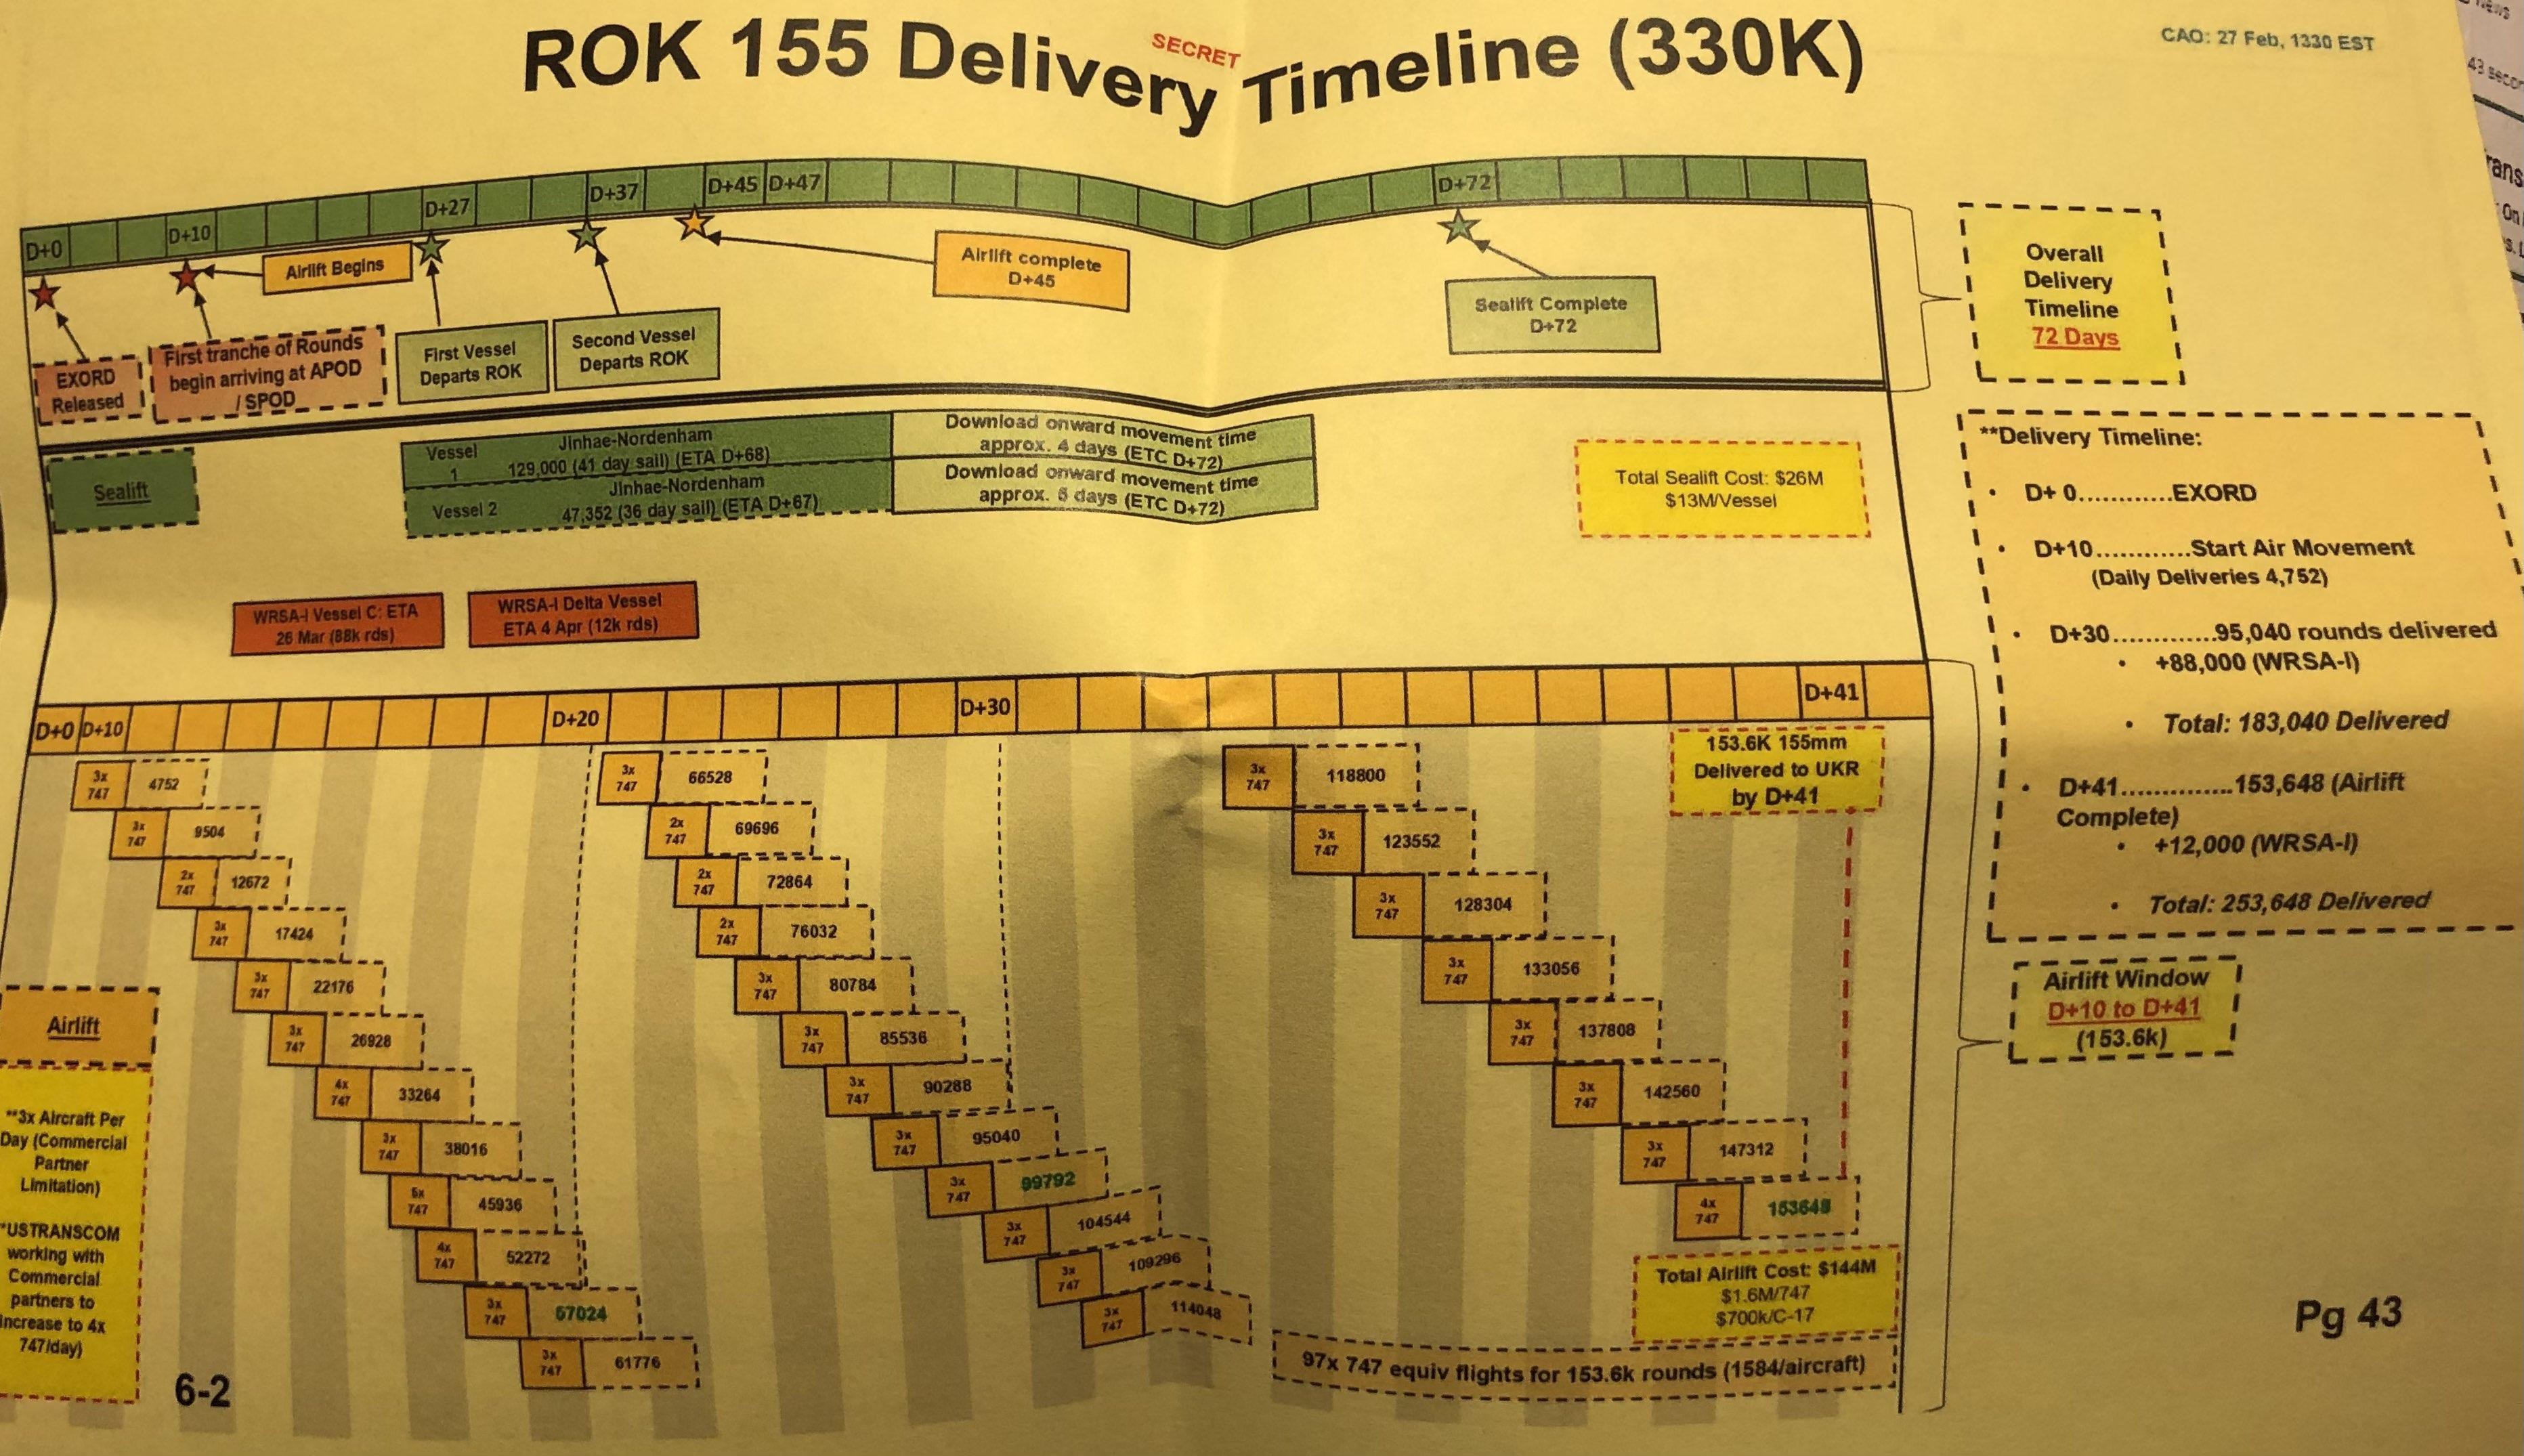 SECRET
ROK 155 Delivery Timeline (330K)
CAO: 27 Feb, 1330 EST
News
43 secon
D+0
D+10
D+27
D+37
D+45
D+47
D+72
EXORD
Released
First tranche of Rounds
begin arriving at APOD
/ SPOD
Airlift Begins
First Vessel
Departs ROK
Second Vessel
Departs ROK
Airlift complete
D+45
Sealift Complete
D+72
Overall
Delivery
Timeline
72 Days
Sealift
Vessel
1
Jinhae-Nordenham
129,000 (41 day sail) (ETA D+68)
Download onward movement time
approx. 4 days (ETC D+72)
Vessel 2
Jinhae-Nordenham
47,352 (36 day sail) (ETA D+67)
Download onward movement time
approx. 5 days (ETC D+72)
Total Sealift Cost: $26M
$13M/Vessel
WRSA-I Vessel C: ETA
26 Mar (88k rds)
WRSA-I Delta Vessel
ETA 4 Apr (12k rds)
**Delivery Timeline:
• D+ 0............EXORD
• D+10............Start Air Movement
(Daily Deliveries 4,752)
• D+30.............95,040 rounds delivered
• +88,000 (WRSA-I)
• Total: 183,040 Delivered
• D+41..............153,648 (Airlift
Complete)
• +12,000 (WRSA-I)
• Total: 253,648 Delivered
D+0
D+10
D+20
D+30
D+41
3x
747
4752
3x
747
9504
2x
747
12672
3x
747
17424
3x
747
22176
3x
747
26928
4x
747
33264
3x
747
38016
5x
747
45936
4x
747
52272
3x
747
57024
3x
747
61776
3x
747
66528
2x
747
69696
2x
747
72864
2x
747
76032
3x
747
80784
3x
747
85536
3x
747
90288
3x
747
95040
3x
747
99792
3x
747
104544
3x
747
109296
3x
747
114048
3x
747
118800
3x
747
123552
3x
747
128304
3x
747
133056
3x
747
137808
3x
747
142560
3x
747
147312
4x
747
153648
153.6K 155mm
Delivered to UKR
by D+41
Airlift Window
D+10 to D+41
(153.6k)
Airlift
**3x Aircraft Per
Day (Commercial
Partner
Limitation)
*USTRANSCOM
working with
Commercial
partners to
increase to 4x
747/day)
Total Airlift Cost: $144M
$1.6M/747
$700k/C-17
97x 747 equiv flights for 153.6k rounds (1584/aircraft)
6-2
Pg 43